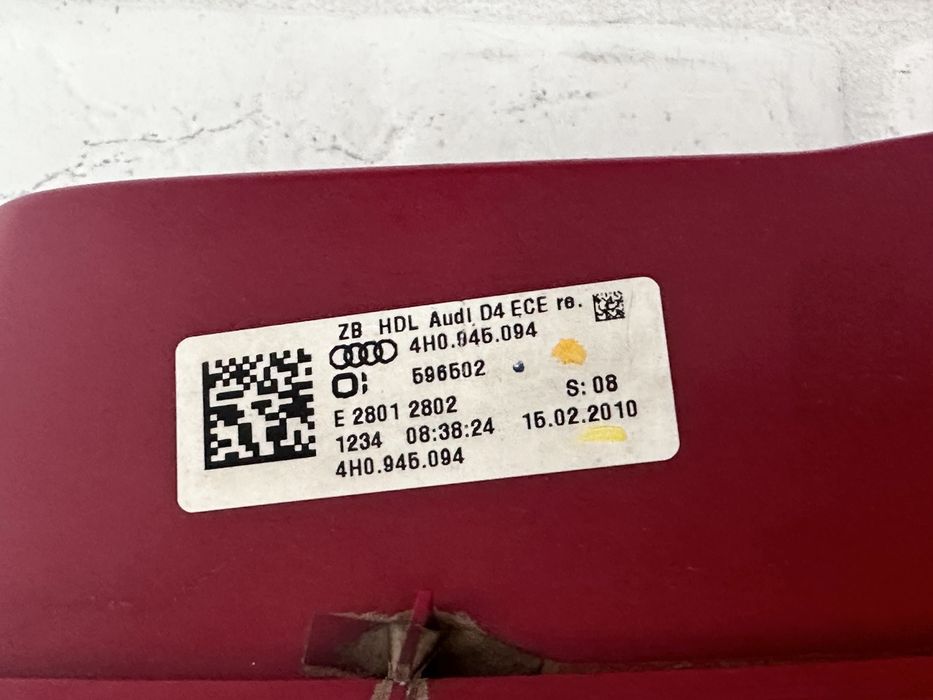 ZB HDL Audi D4 ECE re.
4H0.945.094
596502
S: 08
E 2801 2802
1234 08:38:24 15.02.2010
4H0.945.094